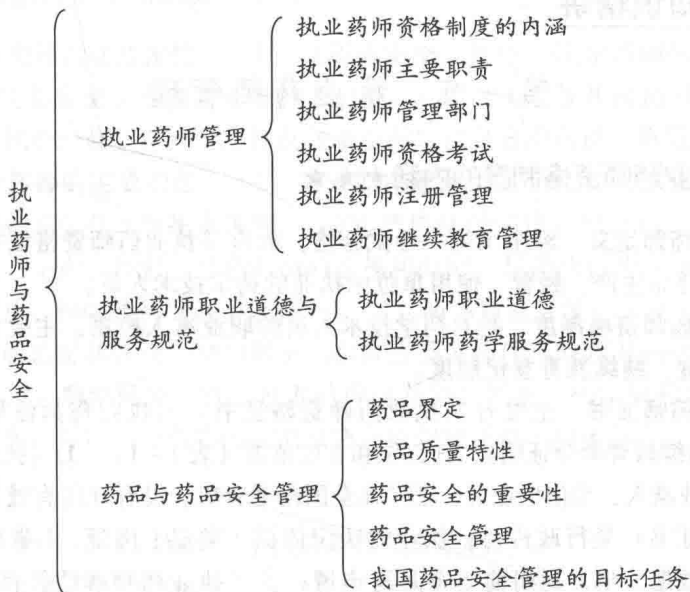 执业药师与药品安全
执业药师管理
执业药师资格制度的内涵
执业药师主要职责
执业药师管理部门
执业药师资格考试
执业药师注册管理
执业药师继续教育管理
执业药师职业道德与
服务规范
执业药师职业道德
执业药师药学服务规范
药品与药品安全管理
药品界定
药品质量特性
药品安全的重要性
药品安全管理
我国药品安全管理的目标任务